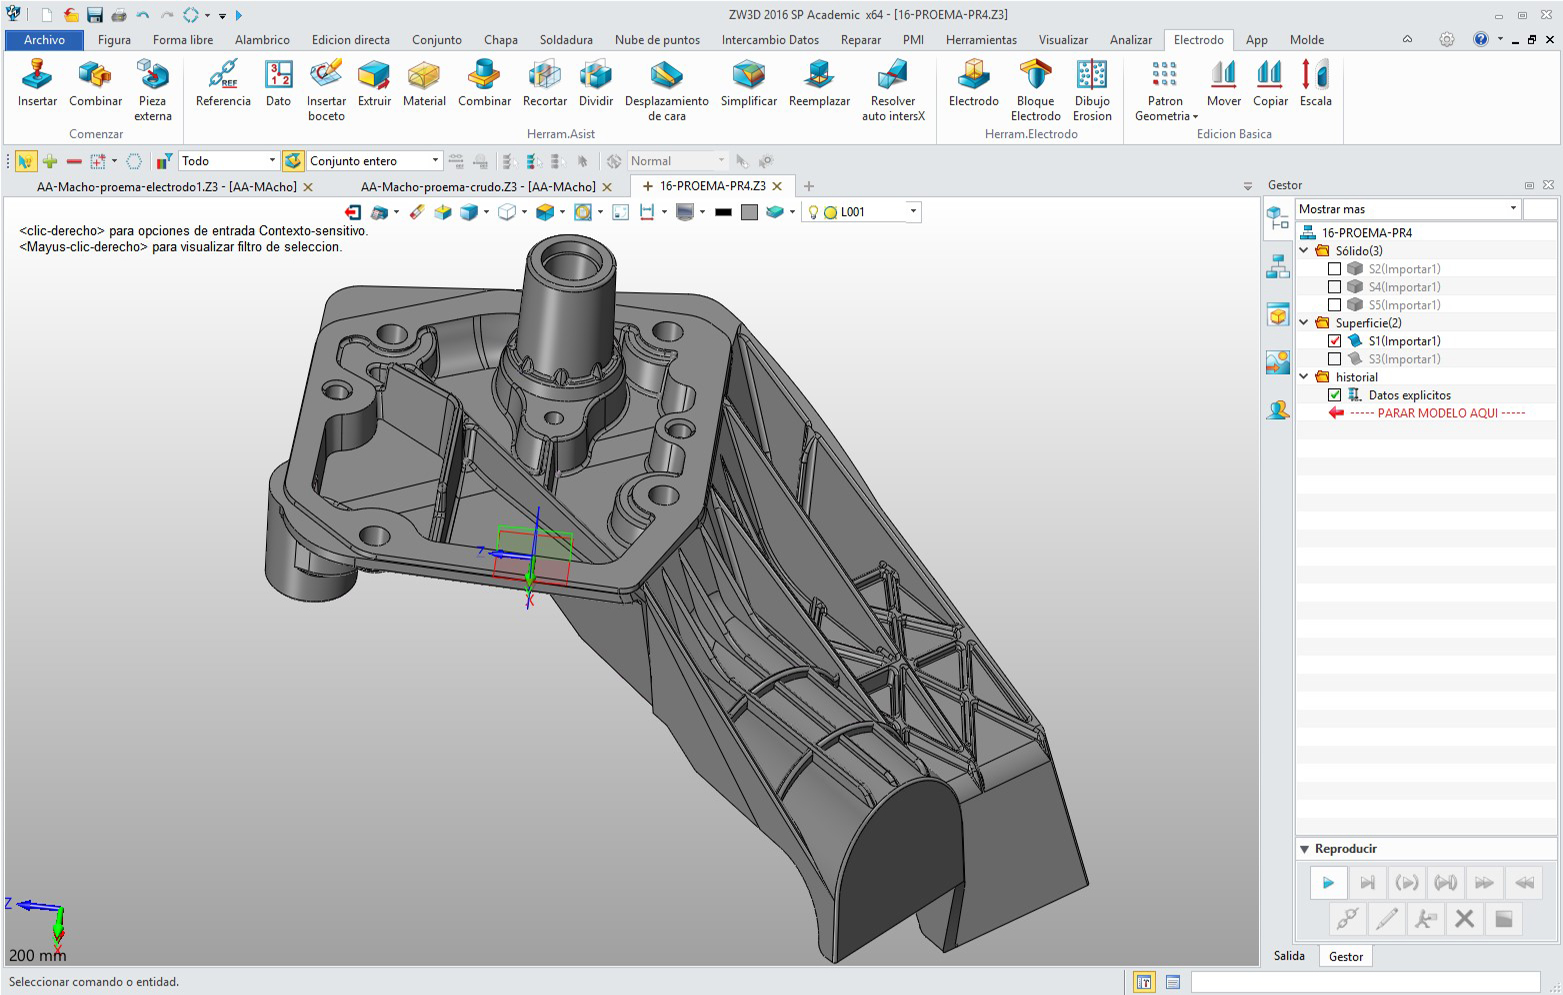 ZW3D 2016 SP Academic x64 - [16-PROEMA-PR4.Z3]
Archivo Figura Forma libre Alambrico Edicion directa Conjunto Chapa Soldadura Nube de puntos Intercambio Datos Reparar PMI Herramientas Visualizar Analizar Electrodo App Molde
Insertar Combinar Pieza externa Referencia Dato Insertar boceto Extruir Material Combinar Recortar Dividir Desplazamiento de cara Simplificar Reemplazar Resolver auto intersX Electrodo Bloque Electrodo Dibujo Erosion Patron Geometria Mover Copiar Escala
REF
3 1 2
Comenzar Herram.Asist Herram.Electrodo Edicion Basica
Todo Conjunto entero Normal
AA-Macho-proema-electrodo1.Z3 - [AA-MAcho] AA-Macho-proema-crudo.Z3 - [AA-MAcho] 16-PROEMA-PR4.Z3
Gestor
L001
Mostrar mas
<clic-derecho> para opciones de entrada Contexto-sensitivo.
<Mayus-clic-derecho> para visualizar filtro de seleccion.
16-PROEMA-PR4
Sólido(3)
S2(Importar1)
S4(Importar1)
S5(Importar1)
Superficie(2)
S1(Importar1)
S3(Importar1)
historial
Datos explicitos
----- PARAR MODELO AQUI -----
Z
X
Reproducir
Z
X
200 mm
Salida Gestor
Seleccionar comando o entidad.